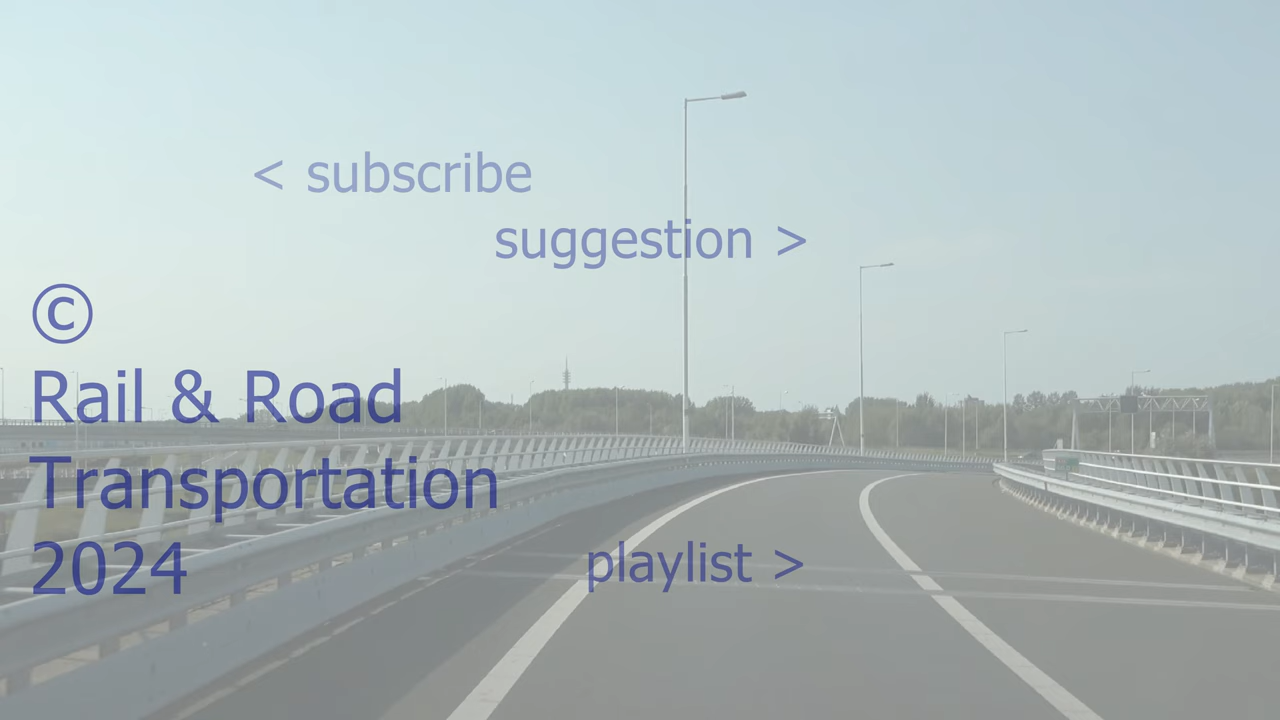 < subscribe
suggestion >
©
Rail & Road
Transportation
2024
playlist >